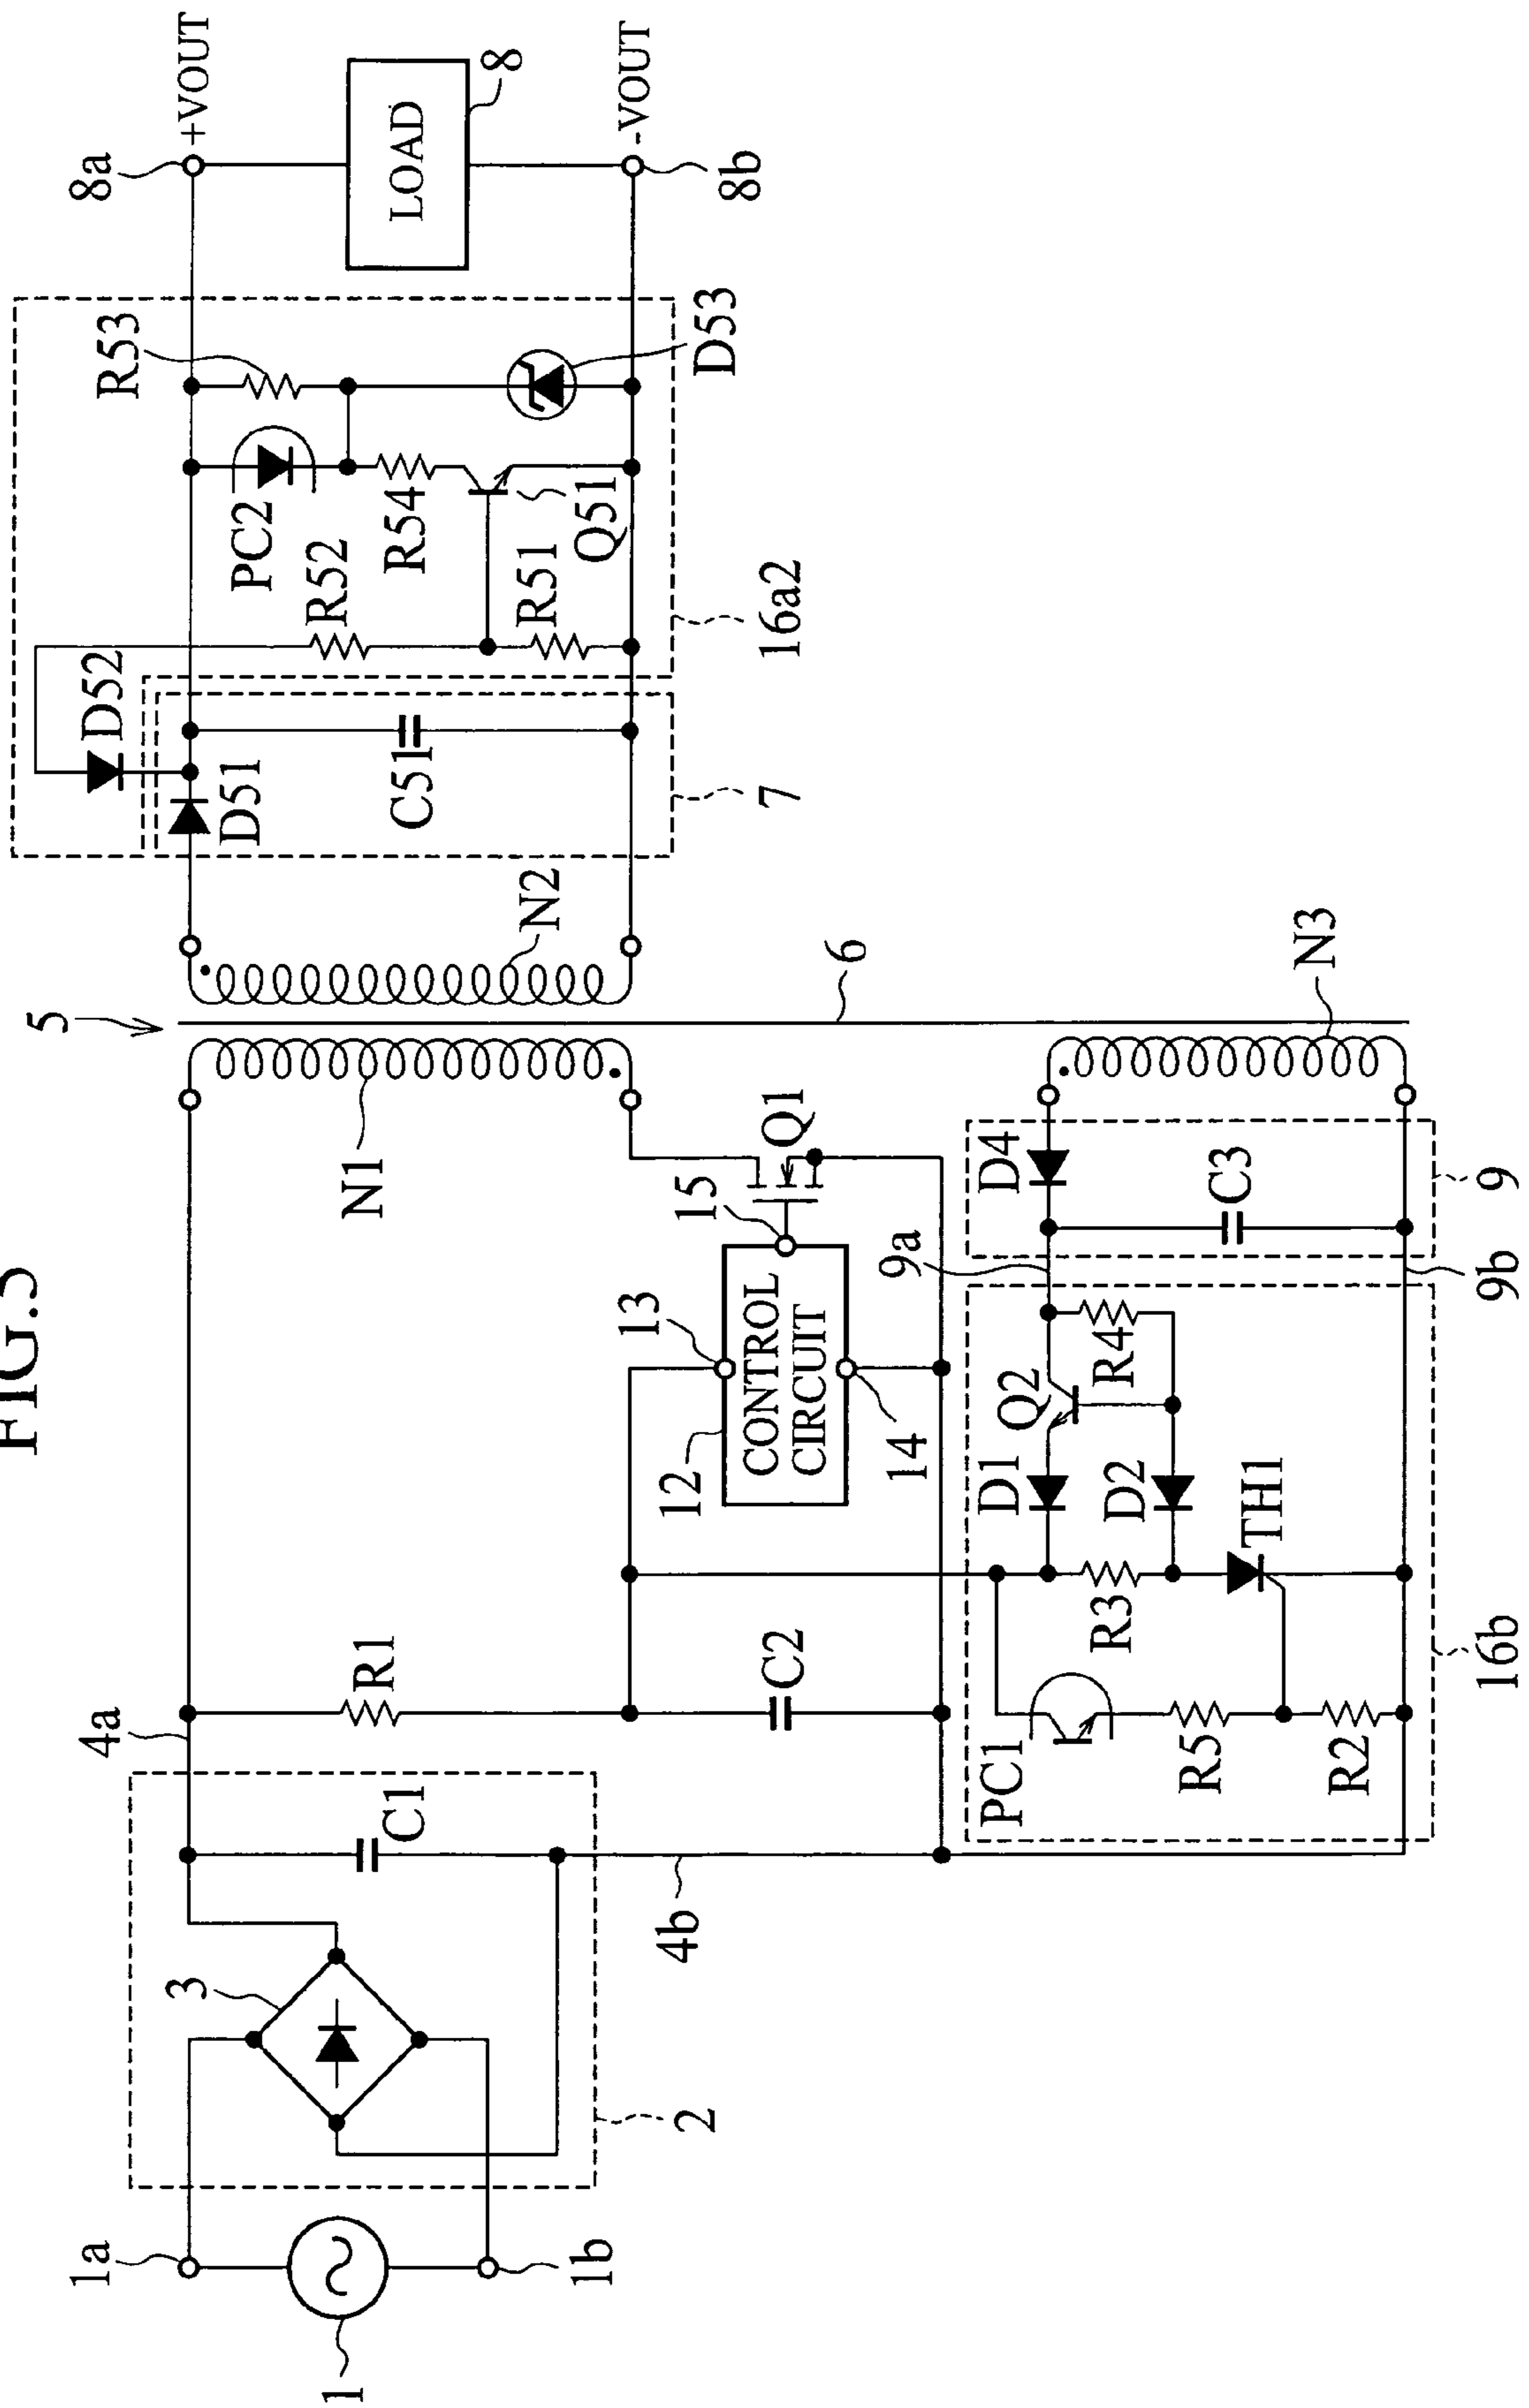 FIG.5
5
8a
+VOUT
R53
D52
PC2
R52
D51
LOAD
8
R54
C51
R51
Q51
N2
-VOUT
8b
D53
16a2
7
6
N1
4a
R1
1a
3
C1
1
1b
2
4b
C2
12
CONTROL
CIRCUIT
13
14
15
Q1
9a
N3
D4
C3
9
9b
Q2
R4
D1
D2
TH1
R3
PC1
R5
R2
16b